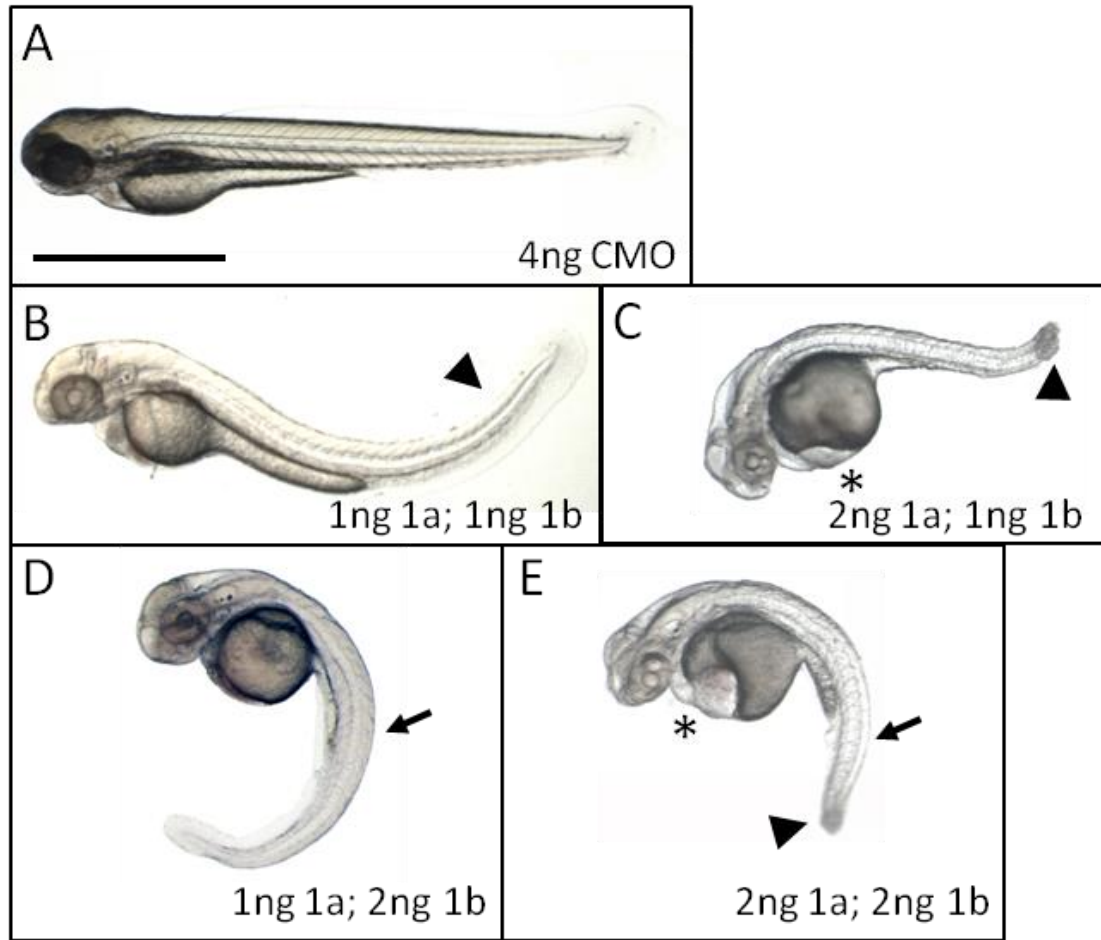 A
4ng CMO
B
1ng 1a; 1ng 1b
C
*
2ng 1a; 1ng 1b
D
1ng 1a; 2ng 1b
E
*
2ng 1a; 2ng 1b